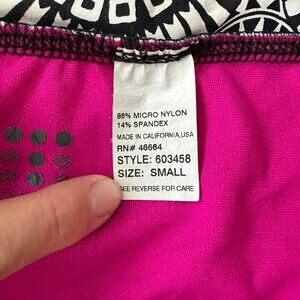 86% MICRO NYLON
14% SPANDEX
MADE IN CALIFORNIA,USA
RN# 46664
STYLE: 603458
SIZE: SMALL
SEE REVERSE FOR CARE